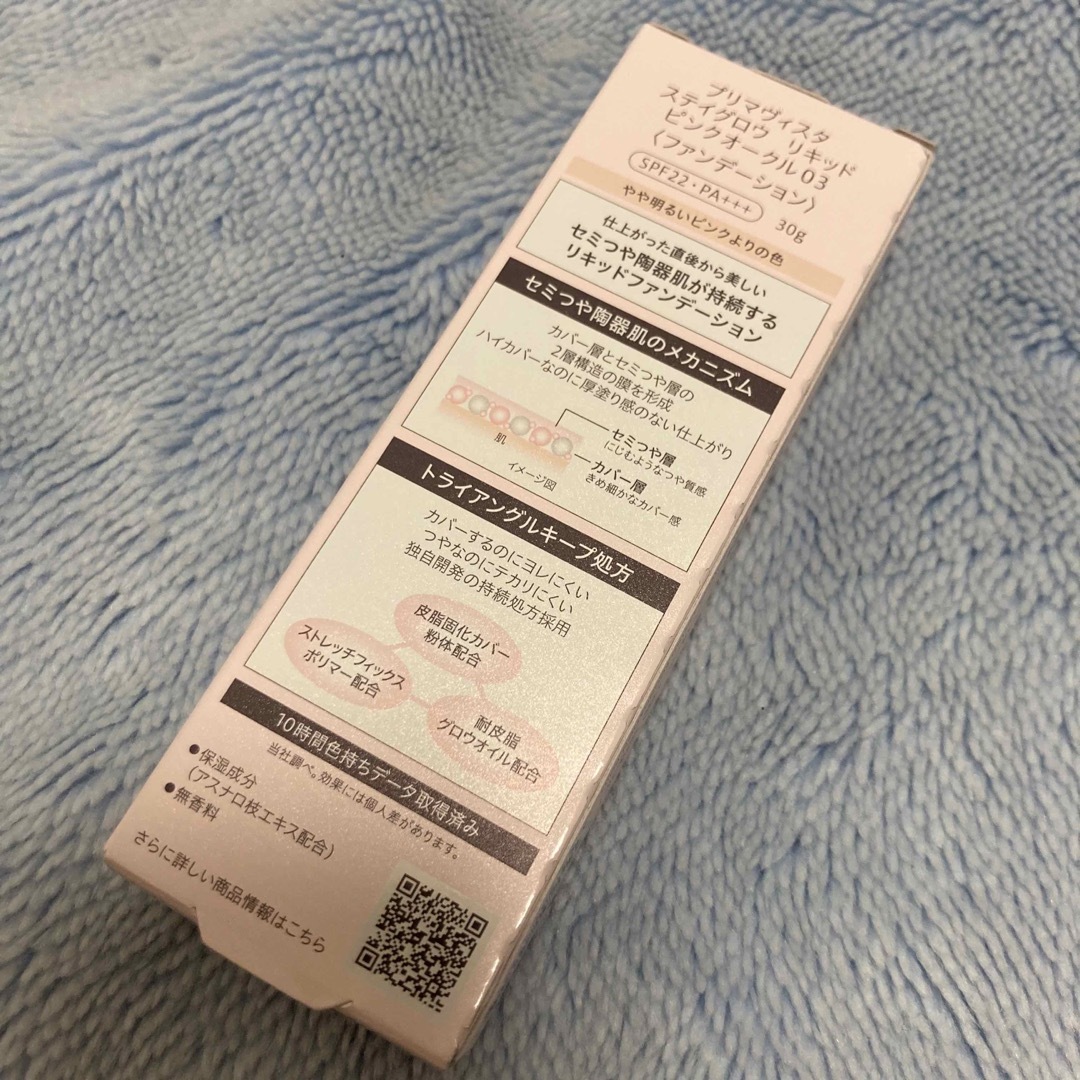 プリマヴィスタ
ステイグロウ リキッド
ピンクオークル03
〈ファンデーション〉
SPF22・PA+++
30g
やや明るいピンクよりの色
仕上がった直後から美しい
セミつや陶器肌が持続する
リキッドファンデーション
セミつや陶器肌のメカニズム
カバー層とセミつや層の
2層構造の膜を形成
ハイカバーなのに厚塗り感のない仕上がり
セミつや層
にじむようなつや質感
カバー層
きめ細かなカバー感
肌
イメージ図
トライアングルキープ処方
カバーするのにヨレにくい
つやなのにテカリにくい
独自開発の持続処方採用
皮脂固化カバー
粉体配合
ストレッチフィックス
ポリマー配合
耐皮脂
グロウオイル配合
10時間色持ちデータ取得済み
当社調べ。効果には個人差があります。
●保湿成分
(アスナロ枝エキス配合)
●無香料
さらに詳しい商品情報はこちら